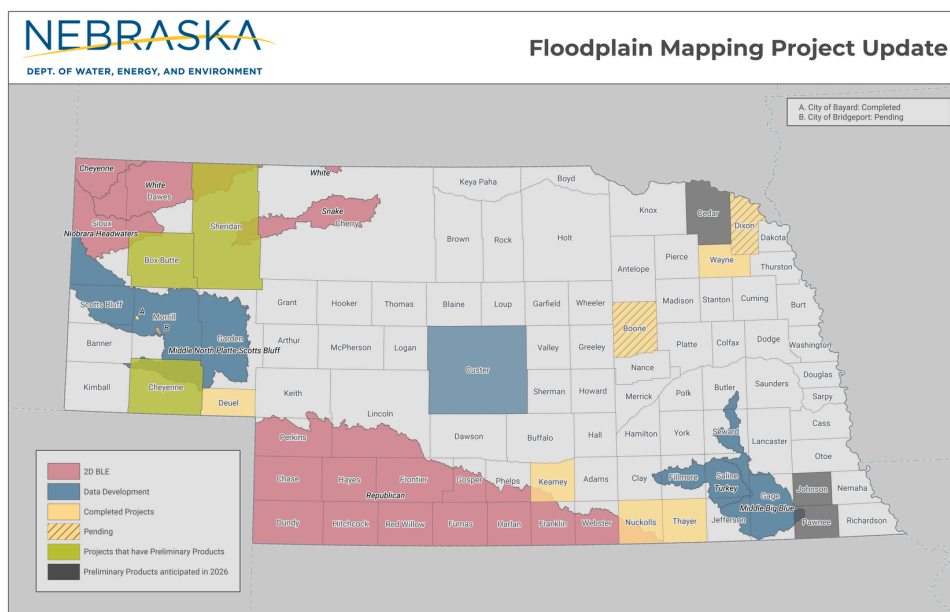 NEBRASKA
DEPT. OF WATER, ENERGY, AND ENVIRONMENT
Floodplain Mapping Project Update
A. City of Bayard: Completed
B. City of Bridgeport: Pending
Cheyenne
White
Dawes
Sioux
Niobrara Headwaters
Sheridan
Box Butte
White
Snake
Cherry
Keya Paha
Boyd
Brown
Rock
Holt
Knox
Cedar
Dixon
Dakota
Antelope
Pierce
Wayne
Thurston
Scotts Bluff
A
Morrill
B
Garden
Middle North Platte-Scotts Bluff
Banner
Kimball
Cheyenne
Deuel
Grant
Hooker
Thomas
Blaine
Loup
Garfield
Wheeler
Boone
Madison
Stanton
Cuming
Burt
Arthur
McPherson
Logan
Custer
Valley
Greeley
Nance
Platte
Colfax
Dodge
Washington
Keith
Lincoln
Sherman
Howard
Merrick
Polk
Butler
Saunders
Douglas
Sarpy
Perkins
Dawson
Buffalo
Hall
Hamilton
York
Seward
Lancaster
Cass
Otoe
Chase
Hayes
Frontier
Gosper
Phelps
Kearney
Adams
Clay
Fillmore
Saline
Turkey
Gage
Middle Big Blue
Johnson
Nemaha
Republican
Dundy
Hitchcock
Red Willow
Furnas
Harlan
Franklin
Webster
Nuckolls
Thayer
Jefferson
Pawnee
Richardson
2D BLE
Data Development
Completed Projects
Pending
Projects that have Preliminary Products
Preliminary Products anticipated in 2026